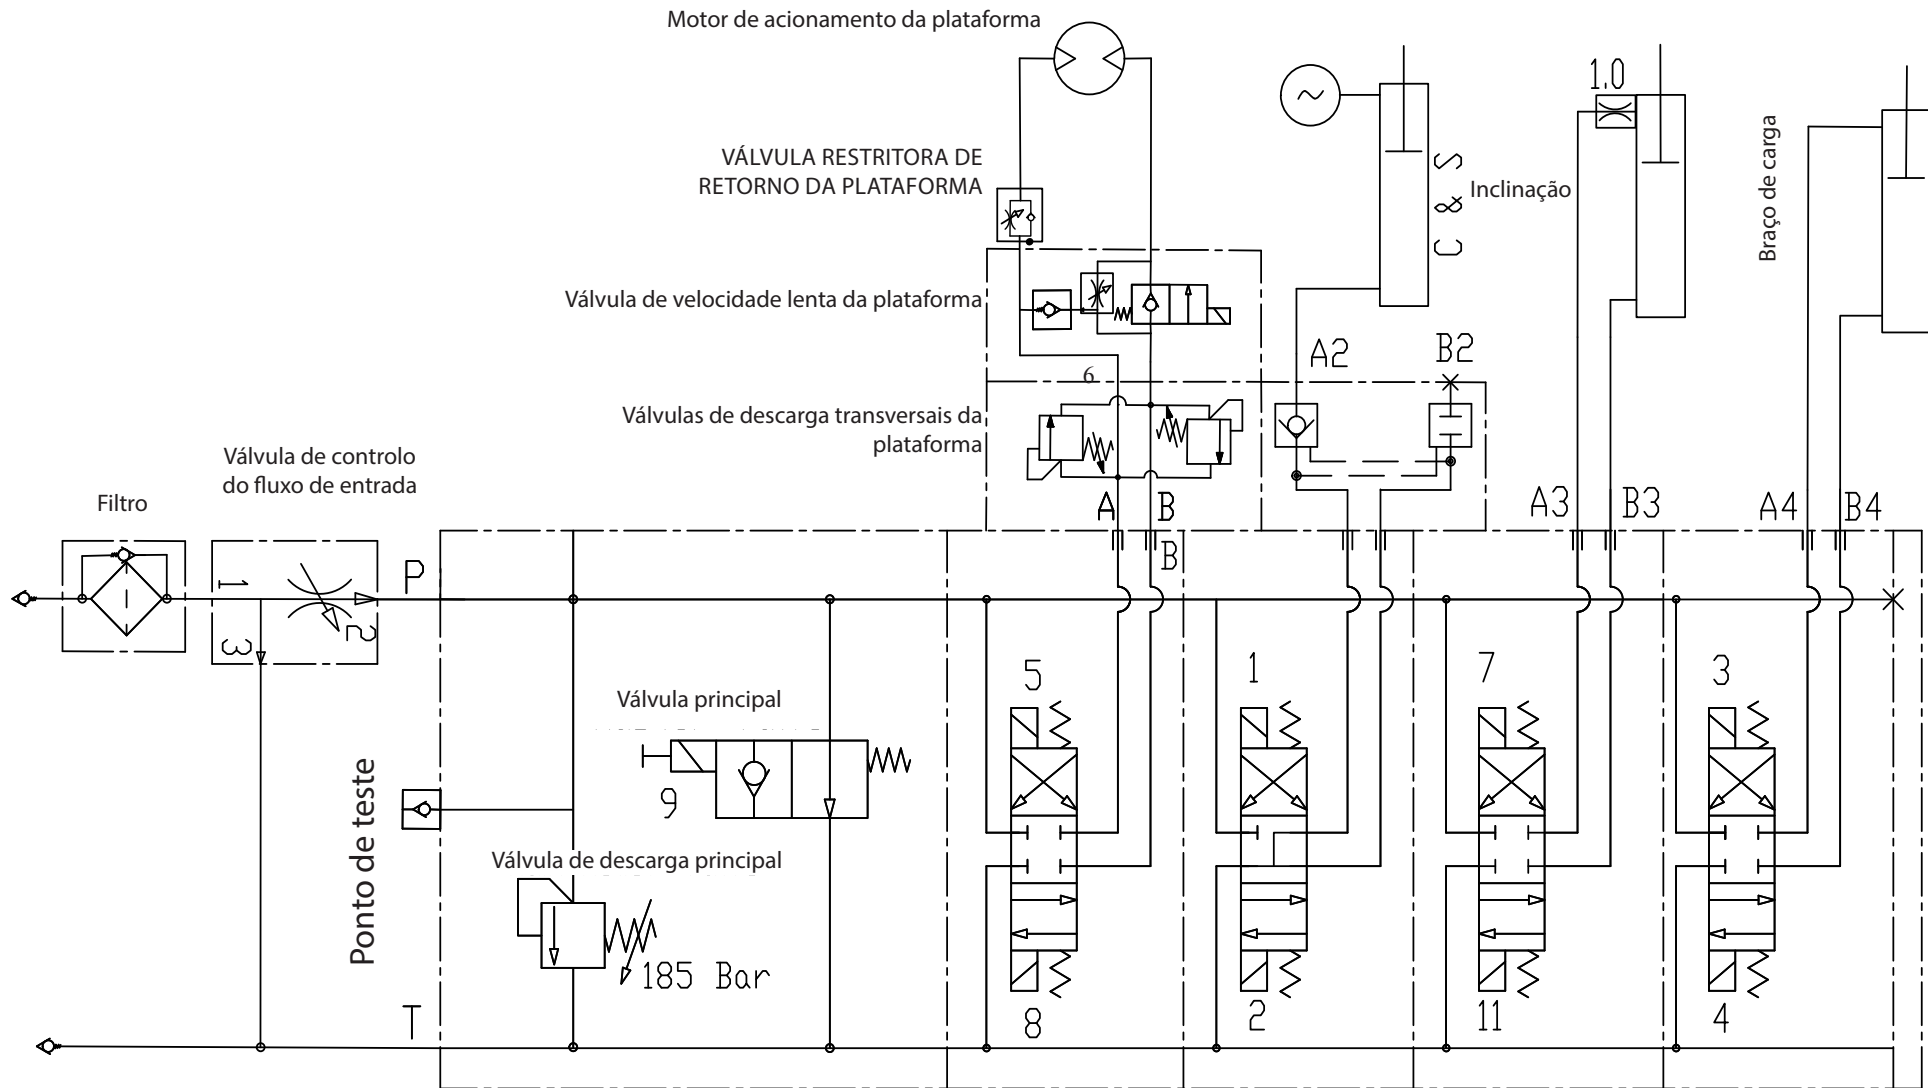 Motor de acionamento da plataforma
1.0
VÁLVULA RESTRITORA DE
RETORNO DA PLATAFORMA
C & S
Inclinação
Braço de carga
Válvula de velocidade lenta da plataforma
A2
B2
6
Válvulas de descarga transversais da
plataforma
Válvula de controlo
do fluxo de entrada
Filtro
A
B
A3
B3
A4
B4
B
P
1
2
3
5
1
7
3
Válvula principal
9
Ponto de teste
Válvula de descarga principal
185 Bar
T
8
2
11
4